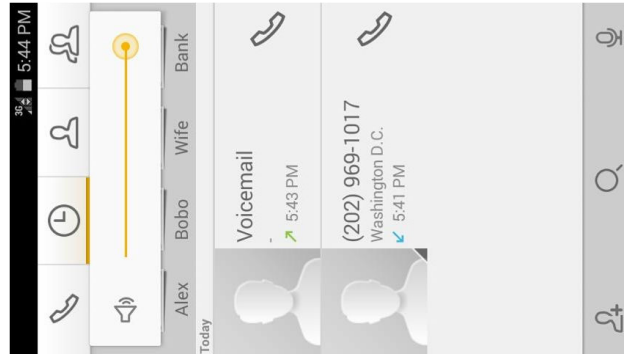 3G 5:44 PM
Alex Bobo Wife Bank
Today
Voicemail
-
5:43 PM
(202) 969-1017
Washington D.C.
5:41 PM